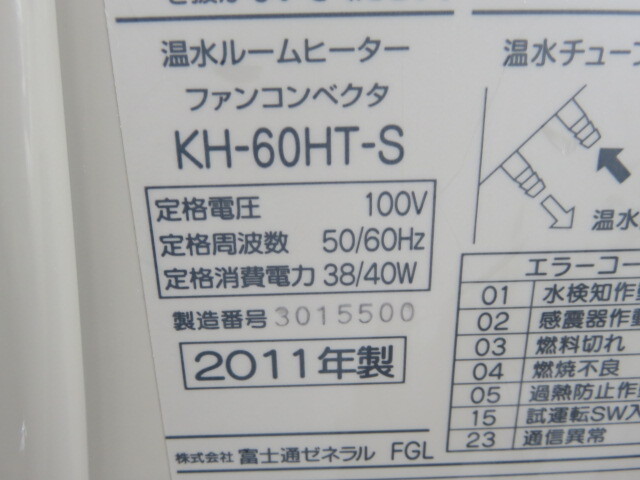 温水ルームヒーター
ファンコンベクタ
KH-60HT-S
定格電圧 100V
定格周波数 50/60Hz
定格消費電力 38/40W
製造番号 3015500
2011年製
株式会社 富士通ゼネラル FGL
温水チューブ
温水
エラーコー
01 水検知作
02 感震器作動
03 燃料切れ
04 燃焼不良
05 過熱防止作
15 試運転SW入
23 通信異常